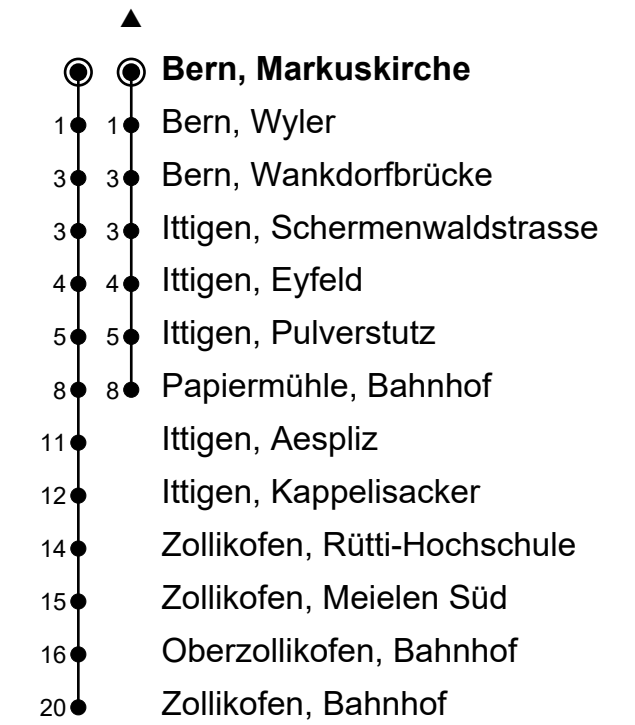 ▲
Bern, Markuskirche
1 1 Bern, Wyler
3 3 Bern, Wankdorfbrücke
3 3 Ittigen, Schermenwaldstrasse
4 4 Ittigen, Eyfeld
5 5 Ittigen, Pulverstutz
8 8 Papiermühle, Bahnhof
11 Ittigen, Aespliz
12 Ittigen, Kappelisacker
14 Zollikofen, Rütti-Hochschule
15 Zollikofen, Meielen Süd
16 Oberzollikofen, Bahnhof
20 Zollikofen, Bahnhof